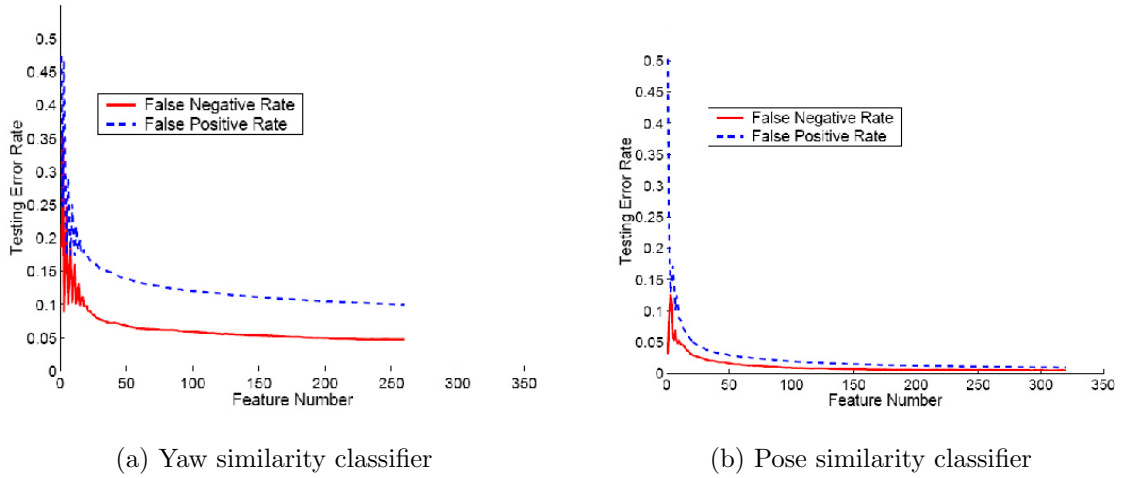 0.5
0.45
0.4
0.35
0.3
0.25
0.2
0.15
0.1
0.05
0
Testing Error Rate
False Negative Rate
False Positive Rate
0 50 100 150 200 250 300 350
Feature Number
(a) Yaw similarity classifier
0.5
0.45
0.4
0.35
0.3
0.25
0.2
0.15
0.1
0.05
0
Testing Error Rate
False Negative Rate
False Positive Rate
0 50 100 150 200 250 300 350
Feature Number
(b) Pose similarity classifier